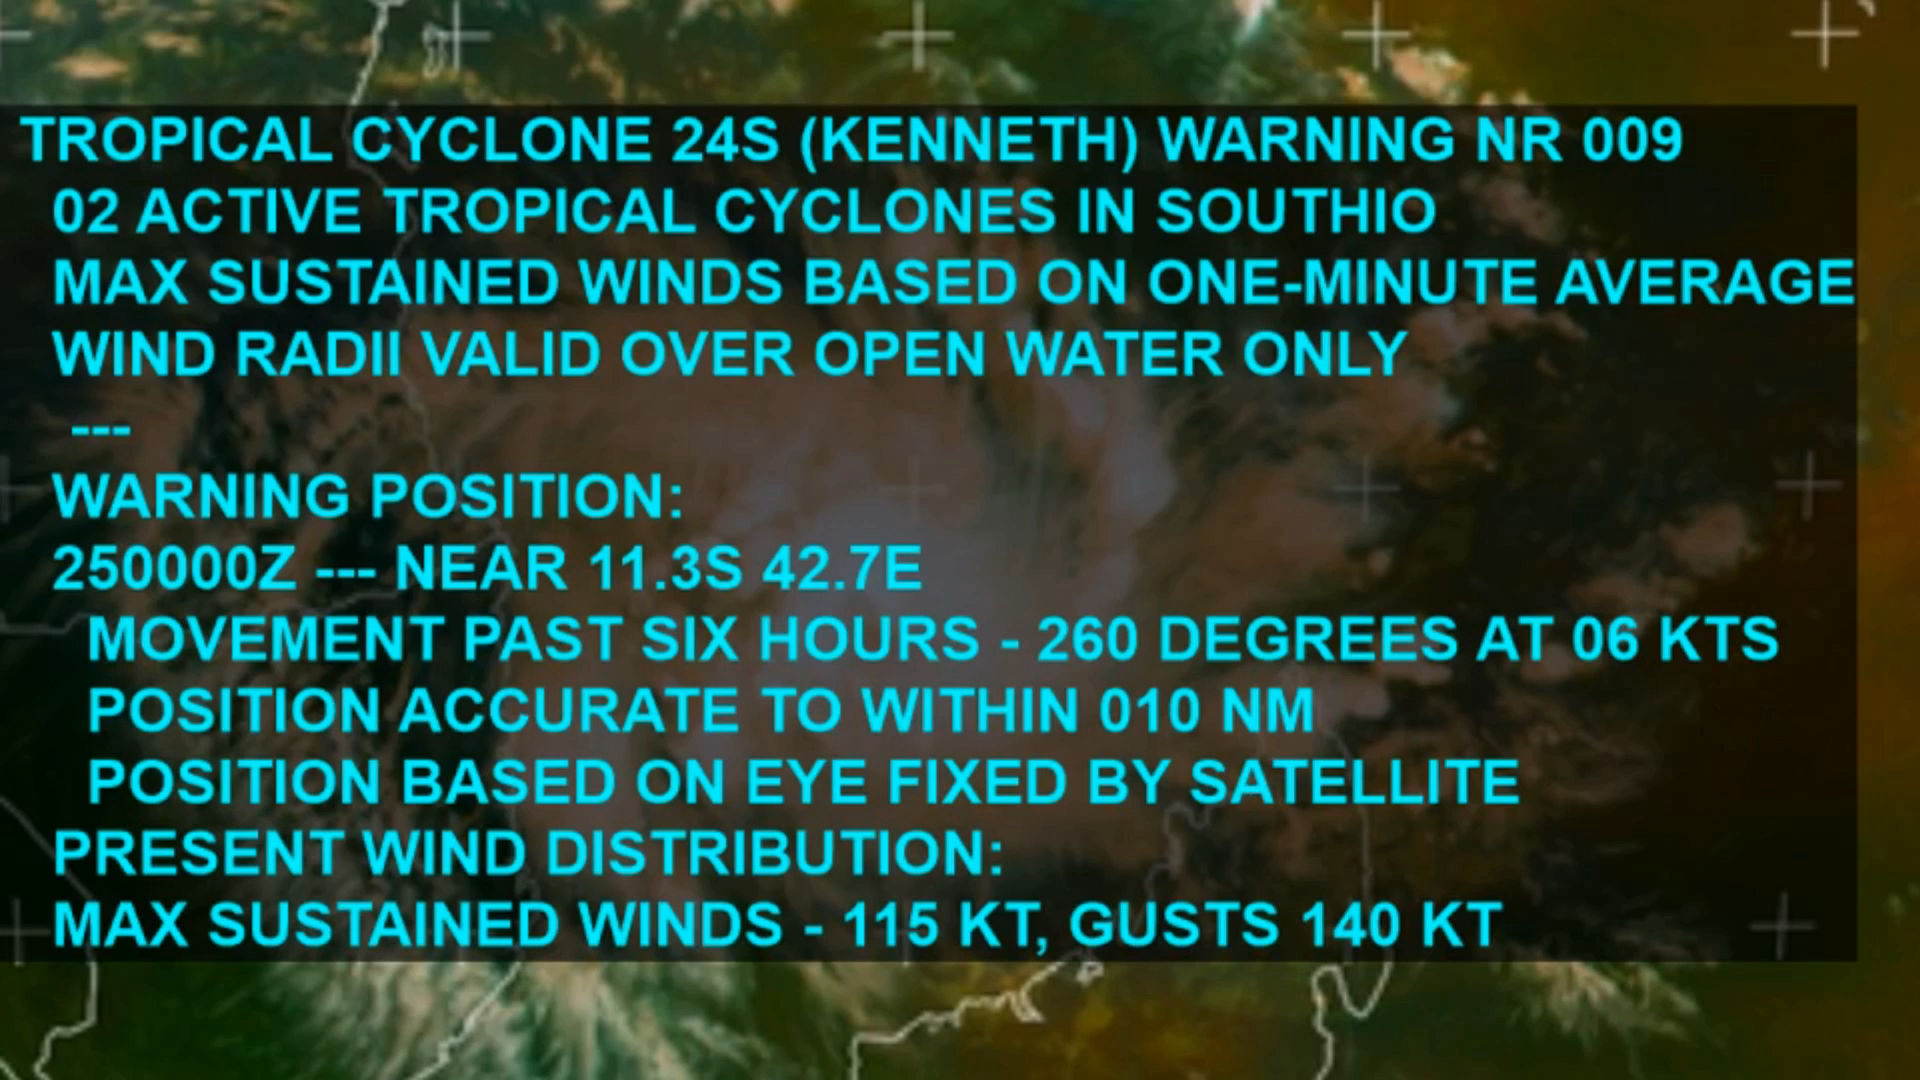 TROPICAL CYCLONE 24S (KENNETH) WARNING NR 009
02 ACTIVE TROPICAL CYCLONES IN SOUTHIO
MAX SUSTAINED WINDS BASED ON ONE-MINUTE AVERAGE
WIND RADII VALID OVER OPEN WATER ONLY
---
WARNING POSITION:
250000Z --- NEAR 11.3S 42.7E
MOVEMENT PAST SIX HOURS - 260 DEGREES AT 06 KTS
POSITION ACCURATE TO WITHIN 010 NM
POSITION BASED ON EYE FIXED BY SATELLITE
PRESENT WIND DISTRIBUTION:
MAX SUSTAINED WINDS - 115 KT, GUSTS 140 KT